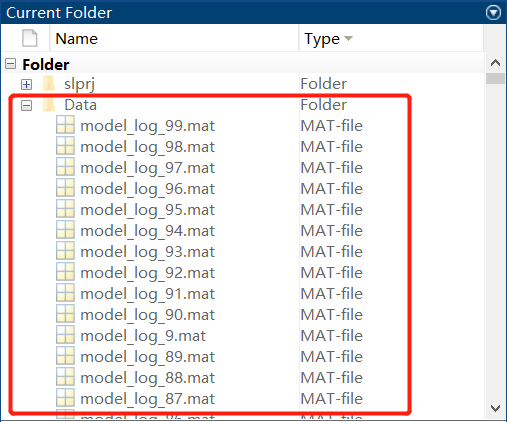 Current Folder
Name Type
Folder
slprj Folder
Data Folder
model_log_99.mat MAT-file
model_log_98.mat MAT-file
model_log_97.mat MAT-file
model_log_96.mat MAT-file
model_log_95.mat MAT-file
model_log_94.mat MAT-file
model_log_93.mat MAT-file
model_log_92.mat MAT-file
model_log_91.mat MAT-file
model_log_90.mat MAT-file
model_log_9.mat MAT-file
model_log_89.mat MAT-file
model_log_88.mat MAT-file
model_log_87.mat MAT-file